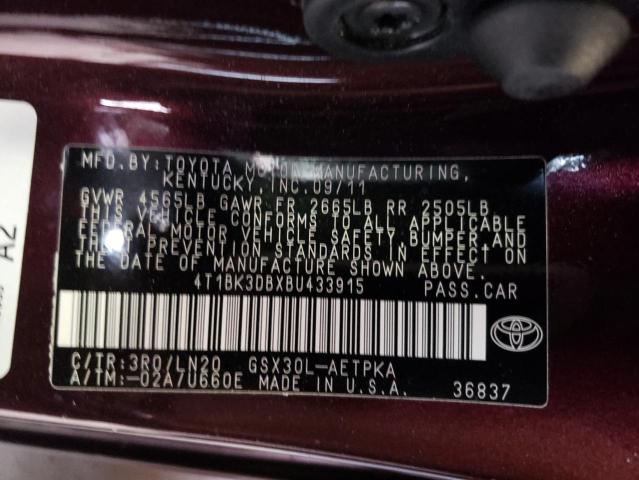 MFD. BY: TOYOTA MOTOR MANUFACTURING,
KENTUCKY, INC. 09/11
GVWR 4565LB GAWR FR 2665LB RR 2505LB
THIS VEHICLE CONFORMS TO ALL APPLICABLE
FEDERAL MOTOR VEHICLE SAFETY, BUMPER, AND
THEFT PREVENTION STANDARDS IN EFFECT ON
THE DATE OF MANUFACTURE SHOWN ABOVE.
4T1BK3DBXBU433915 PASS.CAR
C/TR: 3R0/LN20 GSX30L-AETPKA
A/TM: -02A/U660E MADE IN U.S.A. 36837
A2